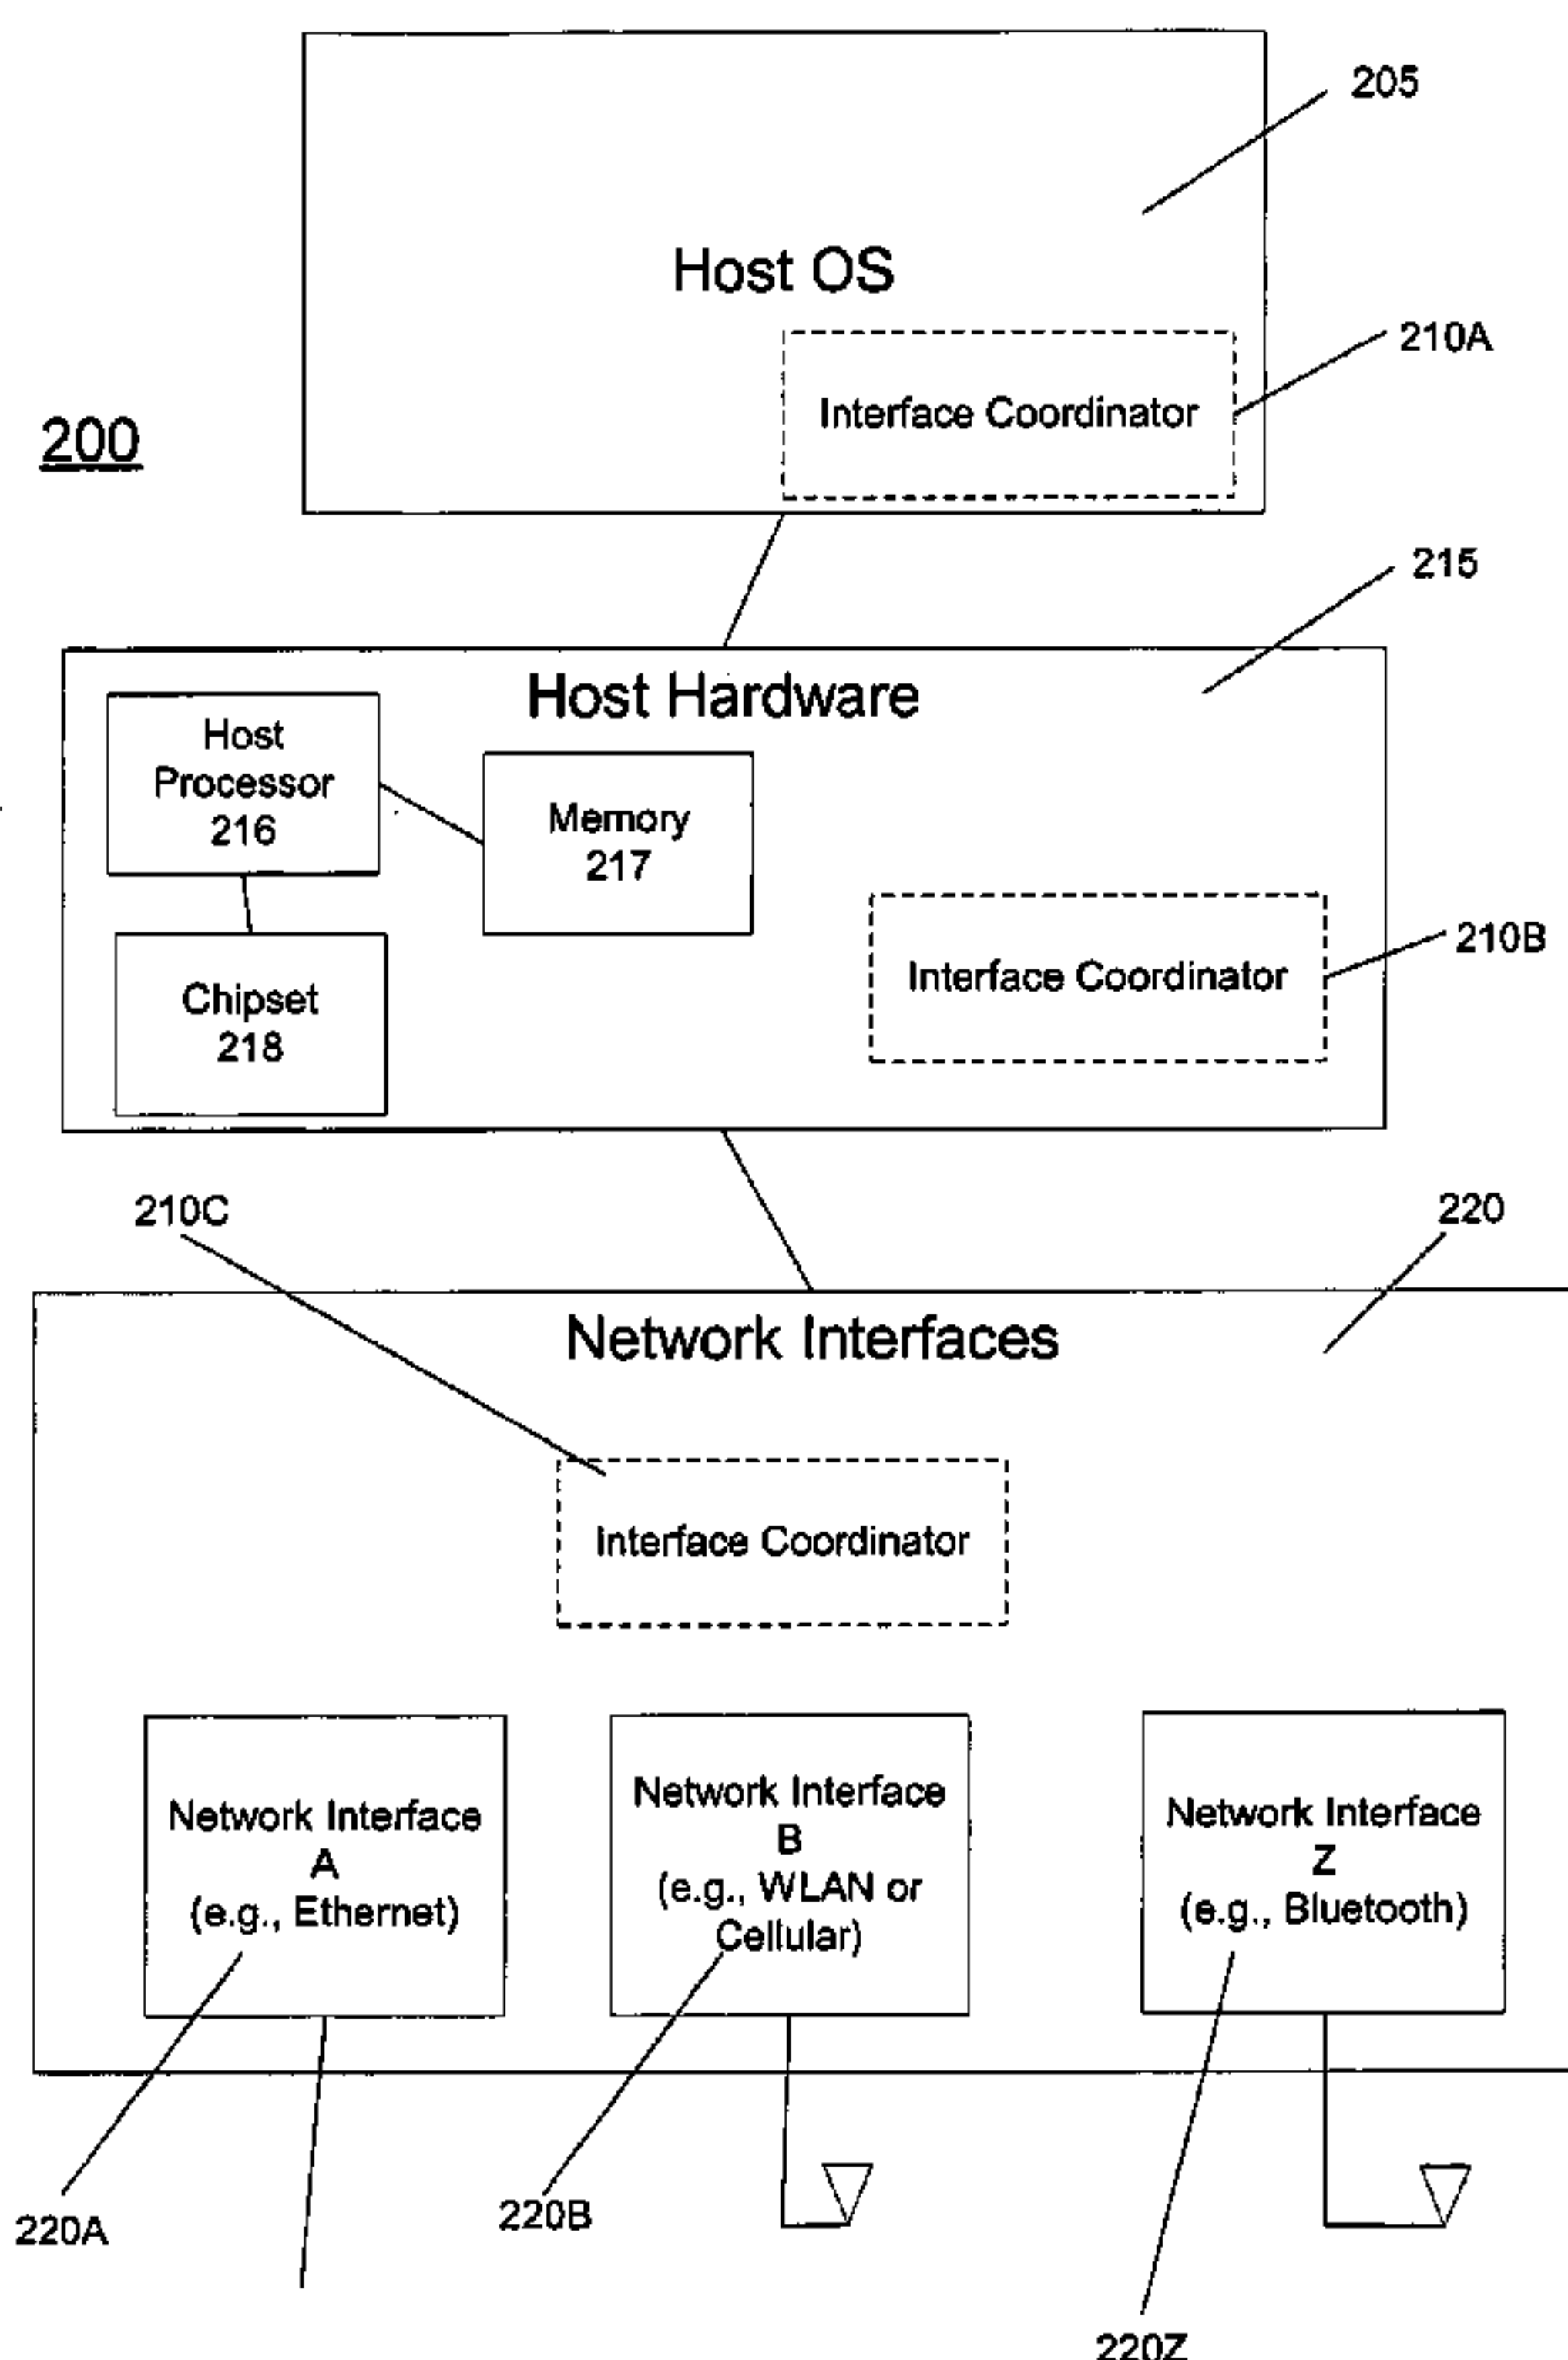 205
Host OS
210A
Interface Coordinator
200
215
Host Hardware
Host
Processor
216
Memory
217
210B
Interface Coordinator
Chipset
218
210C
220
Network Interfaces
Interface Coordinator
Network Interface
A
(e.g., Ethernet)
Network Interface
B
(e.g., WLAN or
Cellular)
Network Interface
Z
(e.g., Bluetooth)
220A
220B
220Z